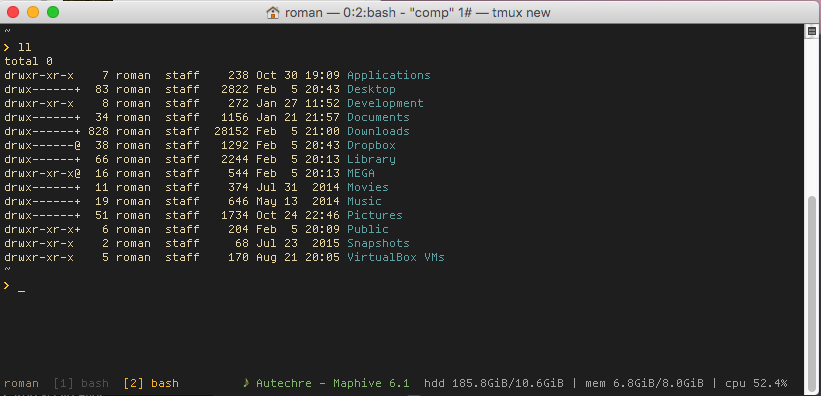 roman — 0:2:bash - "comp" 1# — tmux new
~
> ll
total 0
drwxr-xr-x    7 roman  staff    238 Oct 30 19:09 Applications
drwx------+  83 roman  staff   2822 Feb  5 20:43 Desktop
drwxr-xr-x    8 roman  staff    272 Jan 27 11:52 Development
drwx------+  34 roman  staff   1156 Jan 21 21:57 Documents
drwx------+ 828 roman  staff  28152 Feb  5 21:00 Downloads
drwx------@  38 roman  staff   1292 Feb  5 20:43 Dropbox
drwx------+  66 roman  staff   2244 Feb  5 20:13 Library
drwxr-xr-x@  16 roman  staff    544 Feb  5 20:13 MEGA
drwx------+  11 roman  staff    374 Jul 31  2014 Movies
drwx------+  19 roman  staff    646 May 13  2014 Music
drwx------+  51 roman  staff   1734 Oct 24 22:46 Pictures
drwxr-xr-x+   6 roman  staff    204 Feb  5 20:09 Public
drwxr-xr-x    2 roman  staff     68 Jul 23  2015 Snapshots
drwxr-xr-x    5 roman  staff    170 Aug 21 20:05 VirtualBox VMs
~
> _
roman  [1] bash  [2] bash  ♪ Autechre - Maphive 6.1  hdd 185.8GiB/10.6GiB | mem 6.8GiB/8.0GiB | cpu 52.4%